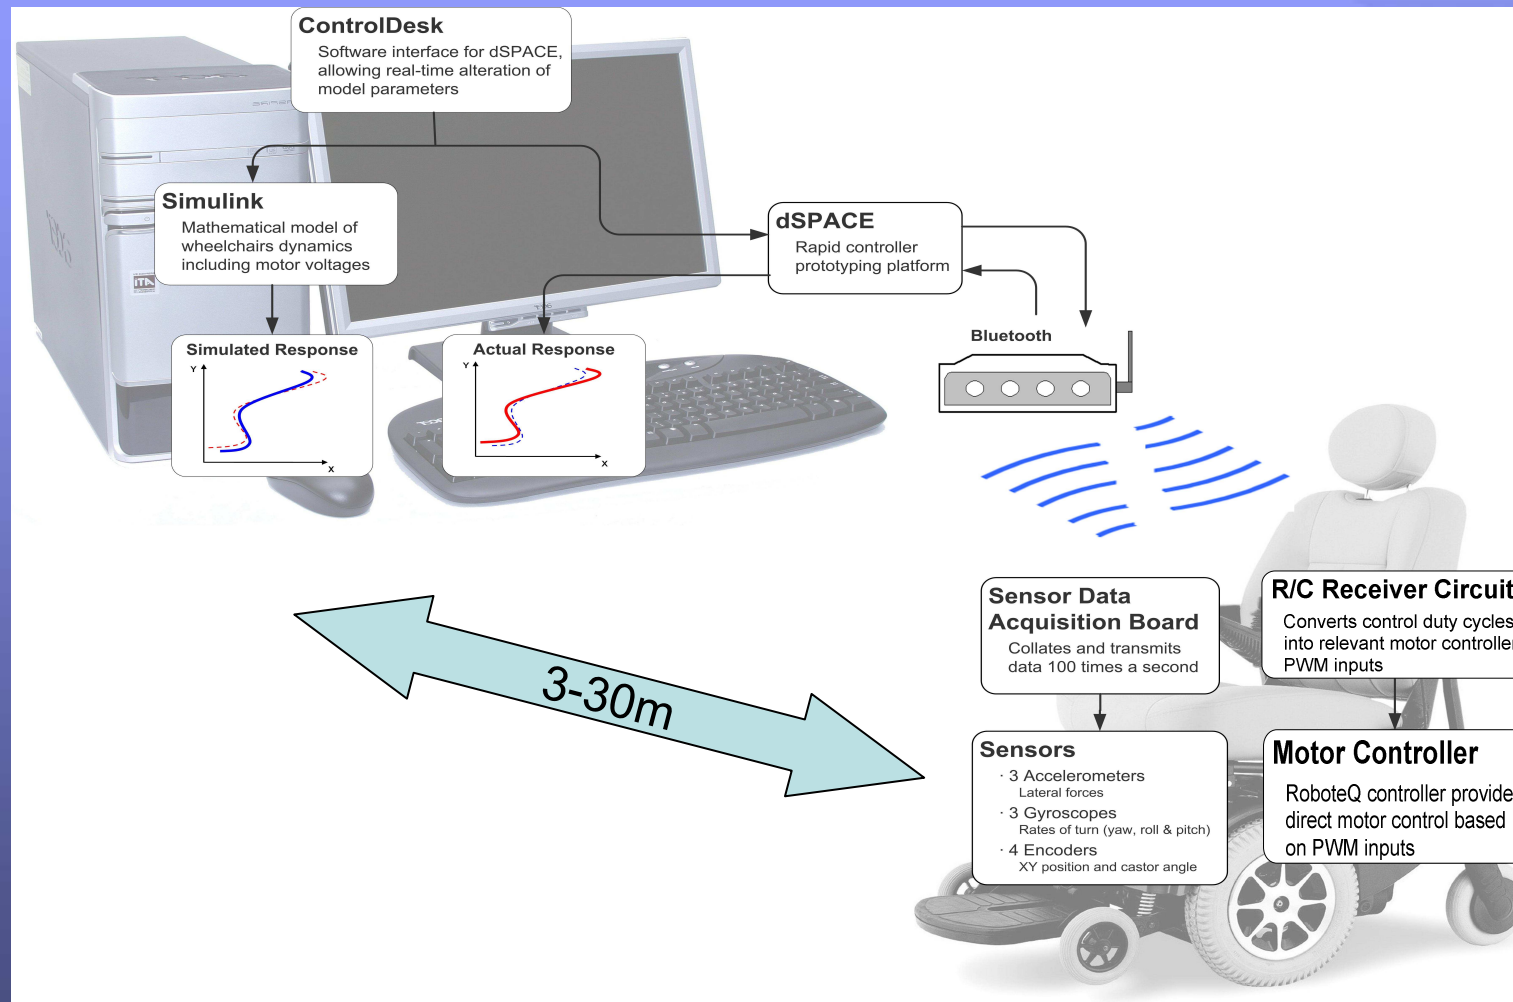 ControlDesk
Software interface for dSPACE,
allowing real-time alteration of
model parameters
Simulink
Mathematical model of
wheelchairs dynamics
including motor voltages
dSPACE
Rapid controller
prototyping platform
Bluetooth
Simulated Response
Y
X
Actual Response
Y
X
3-30m
Sensor Data
Acquisition Board
Collates and transmits
data 100 times a second
Sensors
· 3 Accelerometers
Lateral forces
· 3 Gyroscopes
Rates of turn (yaw, roll & pitch)
· 4 Encoders
XY position and castor angle
R/C Receiver Circuit
Converts control duty cycles
into relevant motor controller
PWM inputs
Motor Controller
RoboteQ controller provide
direct motor control based
on PWM inputs